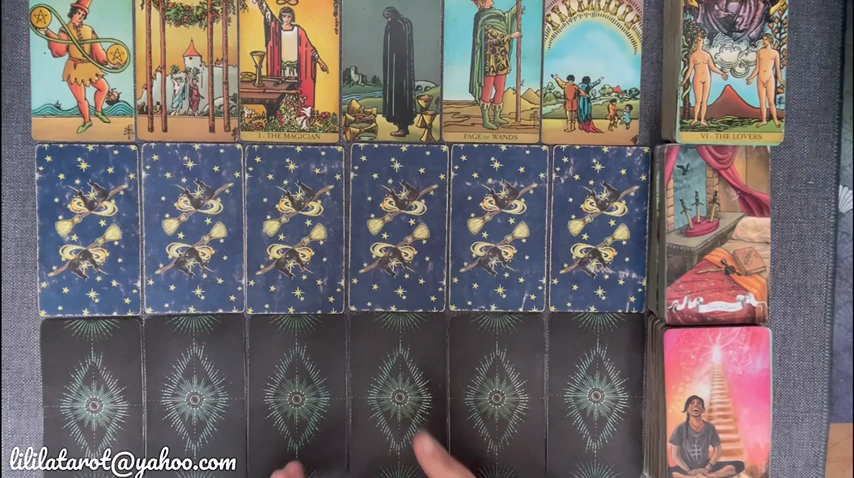 I - THE MAGICIAN
PAGE OF WANDS
VI - THE LOVERS
lililatarot@yahoo.com